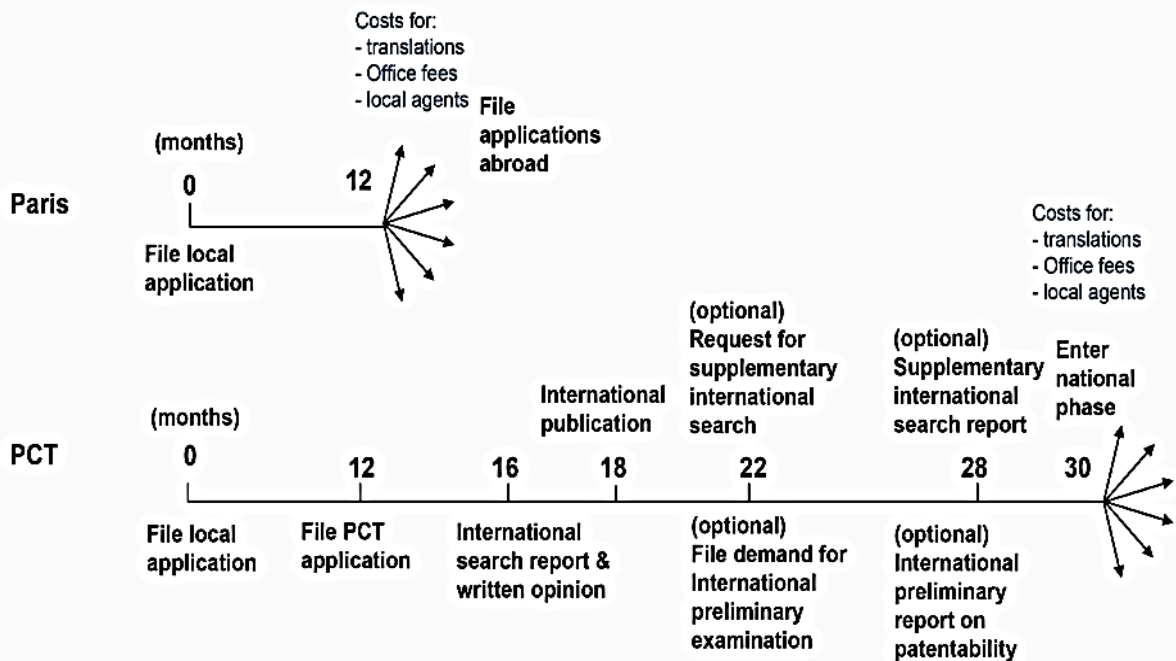 Costs for:
- translations
- Office fees
- local agents
File
applications
abroad
(months)
0
12
Paris
File local
application
Costs for:
- translations
- Office fees
- local agents
(optional)
Request for
supplementary
international
search
(optional)
Supplementary
international
search report
Enter
national
phase
International
publication
(months)
PCT
0
12
16
18
22
28
30
File local
application
File PCT
application
International
search report &
written opinion
(optional)
File demand for
International
preliminary
examination
(optional)
International
preliminary
report on
patentability